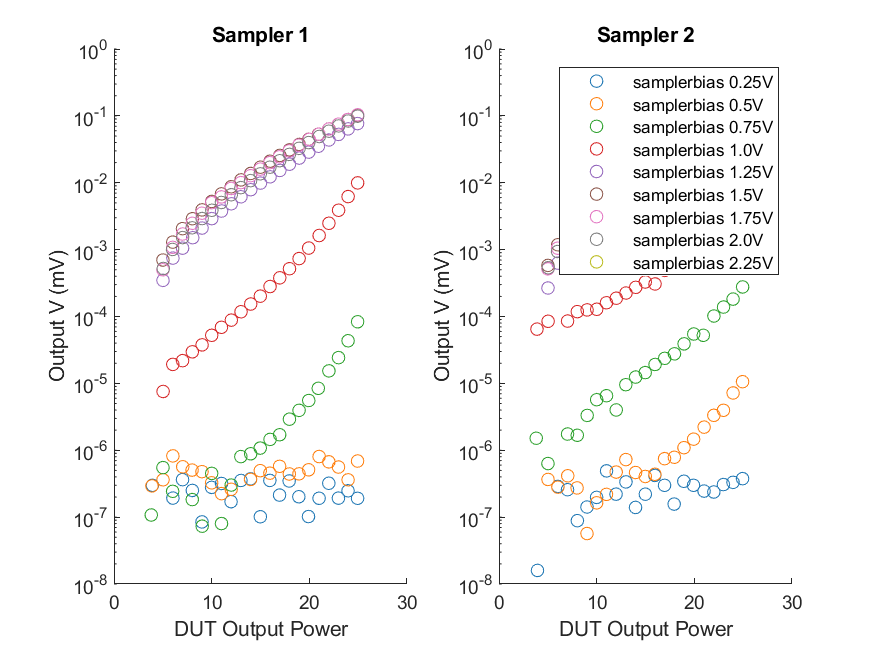 Sampler 1
10^0
10^-1
10^-2
10^-3
10^-4
10^-5
10^-6
10^-7
10^-8
Output V (mV)
0 10 20 30
DUT Output Power
Sampler 2
10^0
10^-1
10^-2
10^-3
10^-4
10^-5
10^-6
10^-7
10^-8
Output V (mV)
samplerbias 0.25V
samplerbias 0.5V
samplerbias 0.75V
samplerbias 1.0V
samplerbias 1.25V
samplerbias 1.5V
samplerbias 1.75V
samplerbias 2.0V
samplerbias 2.25V
0 10 20 30
DUT Output Power